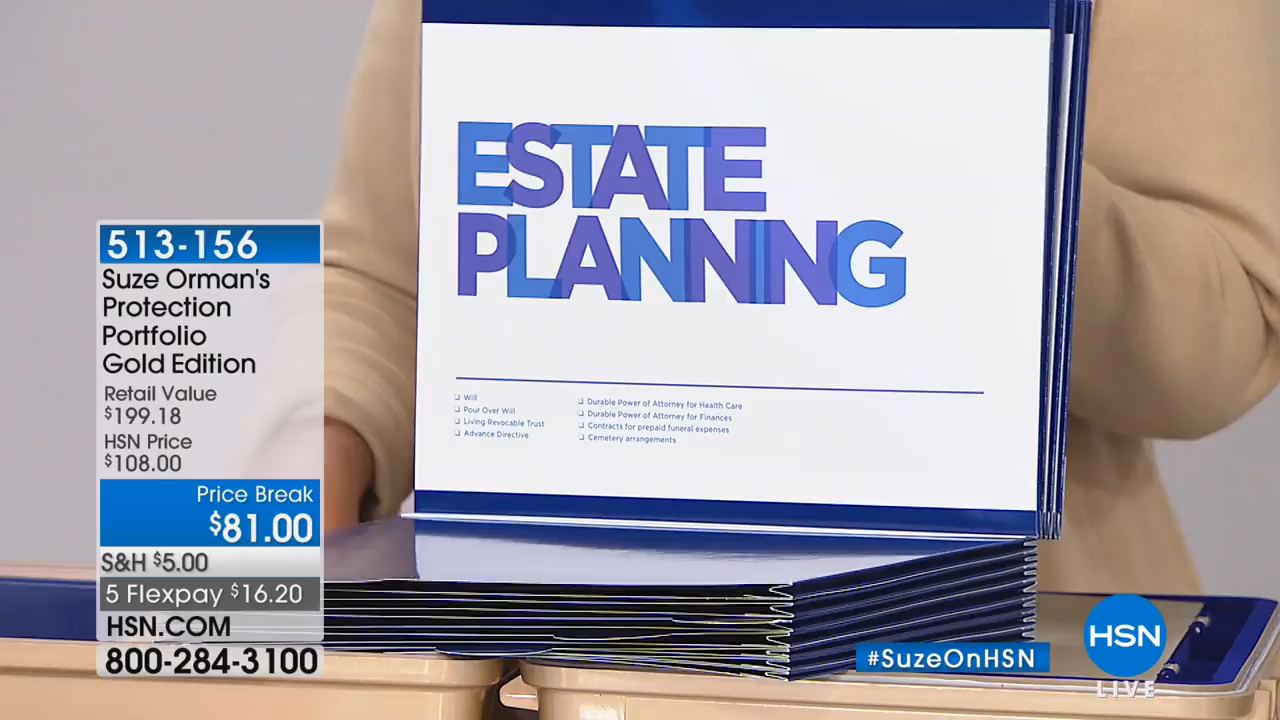 ESTATE
PLANNING
❑ Will
❑ Pour Over Will
❑ Living Revocable Trust
❑ Advance Directive
❑ Durable Power of Attorney for Health Care
❑ Durable Power of Attorney for Finances
❑ Contracts for prepaid funeral expenses
❑ Cemetery arrangements
513-156
Suze Orman's
Protection
Portfolio
Gold Edition
Retail Value
$199.18
HSN Price
$108.00
Price Break
$81.00
S&H $5.00
5 Flexpay $16.20
HSN.COM
800-284-3100
#SuzeOnHSN
HSN
LIVE